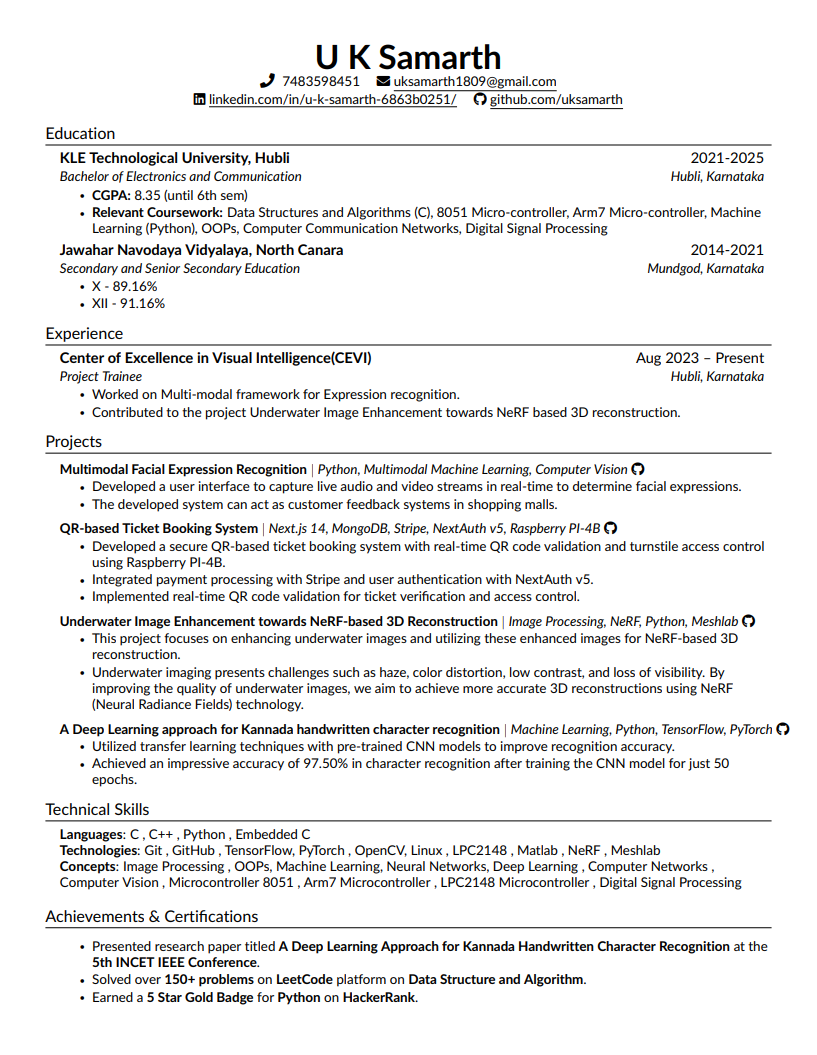 U K Samarth
7483598451 uksamarth1809@gmail.com
linkedin.com/in/u-k-samarth-6863b0251/ github.com/uksamarth
Education
KLE Technological University, Hubli 2021-2025
Bachelor of Electronics and Communication Hubli, Karnataka
• CGPA: 8.35 (until 6th sem)
• Relevant Coursework: Data Structures and Algorithms (C), 8051 Micro-controller, Arm7 Micro-controller, Machine
Learning (Python), OOPs, Computer Communication Networks, Digital Signal Processing
Jawahar Navodaya Vidyalaya, North Canara 2014-2021
Secondary and Senior Secondary Education Mundgod, Karnataka
• X - 89.16%
• XII - 91.16%
Experience
Center of Excellence in Visual Intelligence(CEVI) Aug 2023 – Present
Project Trainee Hubli, Karnataka
• Worked on Multi-modal framework for Expression recognition.
• Contributed to the project Underwater Image Enhancement towards NeRF based 3D reconstruction.
Projects
Multimodal Facial Expression Recognition | Python, Multimodal Machine Learning, Computer Vision
• Developed a user interface to capture live audio and video streams in real-time to determine facial expressions.
• The developed system can act as customer feedback systems in shopping malls.
QR-based Ticket Booking System | Next.js 14, MongoDB, Stripe, NextAuth v5, Raspberry PI-4B
• Developed a secure QR-based ticket booking system with real-time QR code validation and turnstile access control
using Raspberry PI-4B.
• Integrated payment processing with Stripe and user authentication with NextAuth v5.
• Implemented real-time QR code validation for ticket verification and access control.
Underwater Image Enhancement towards NeRF-based 3D Reconstruction | Image Processing, NeRF, Python, Meshlab
• This project focuses on enhancing underwater images and utilizing these enhanced images for NeRF-based 3D
reconstruction.
• Underwater imaging presents challenges such as haze, color distortion, low contrast, and loss of visibility. By
improving the quality of underwater images, we aim to achieve more accurate 3D reconstructions using NeRF
(Neural Radiance Fields) technology.
A Deep Learning approach for Kannada handwritten character recognition | Machine Learning, Python, TensorFlow, PyTorch
• Utilized transfer learning techniques with pre-trained CNN models to improve recognition accuracy.
• Achieved an impressive accuracy of 97.50% in character recognition after training the CNN model for just 50
epochs.
Technical Skills
Languages: C , C++ , Python , Embedded C
Technologies: Git , GitHub , TensorFlow, PyTorch , OpenCV, Linux , LPC2148 , Matlab , NeRF , Meshlab
Concepts: Image Processing , OOPs, Machine Learning, Neural Networks, Deep Learning , Computer Networks ,
Computer Vision , Microcontroller 8051 , Arm7 Microcontroller , LPC2148 Microcontroller , Digital Signal Processing
Achievements & Certifications
• Presented research paper titled A Deep Learning Approach for Kannada Handwritten Character Recognition at the
5th INCET IEEE Conference.
• Solved over 150+ problems on LeetCode platform on Data Structure and Algorithm.
• Earned a 5 Star Gold Badge for Python on HackerRank.